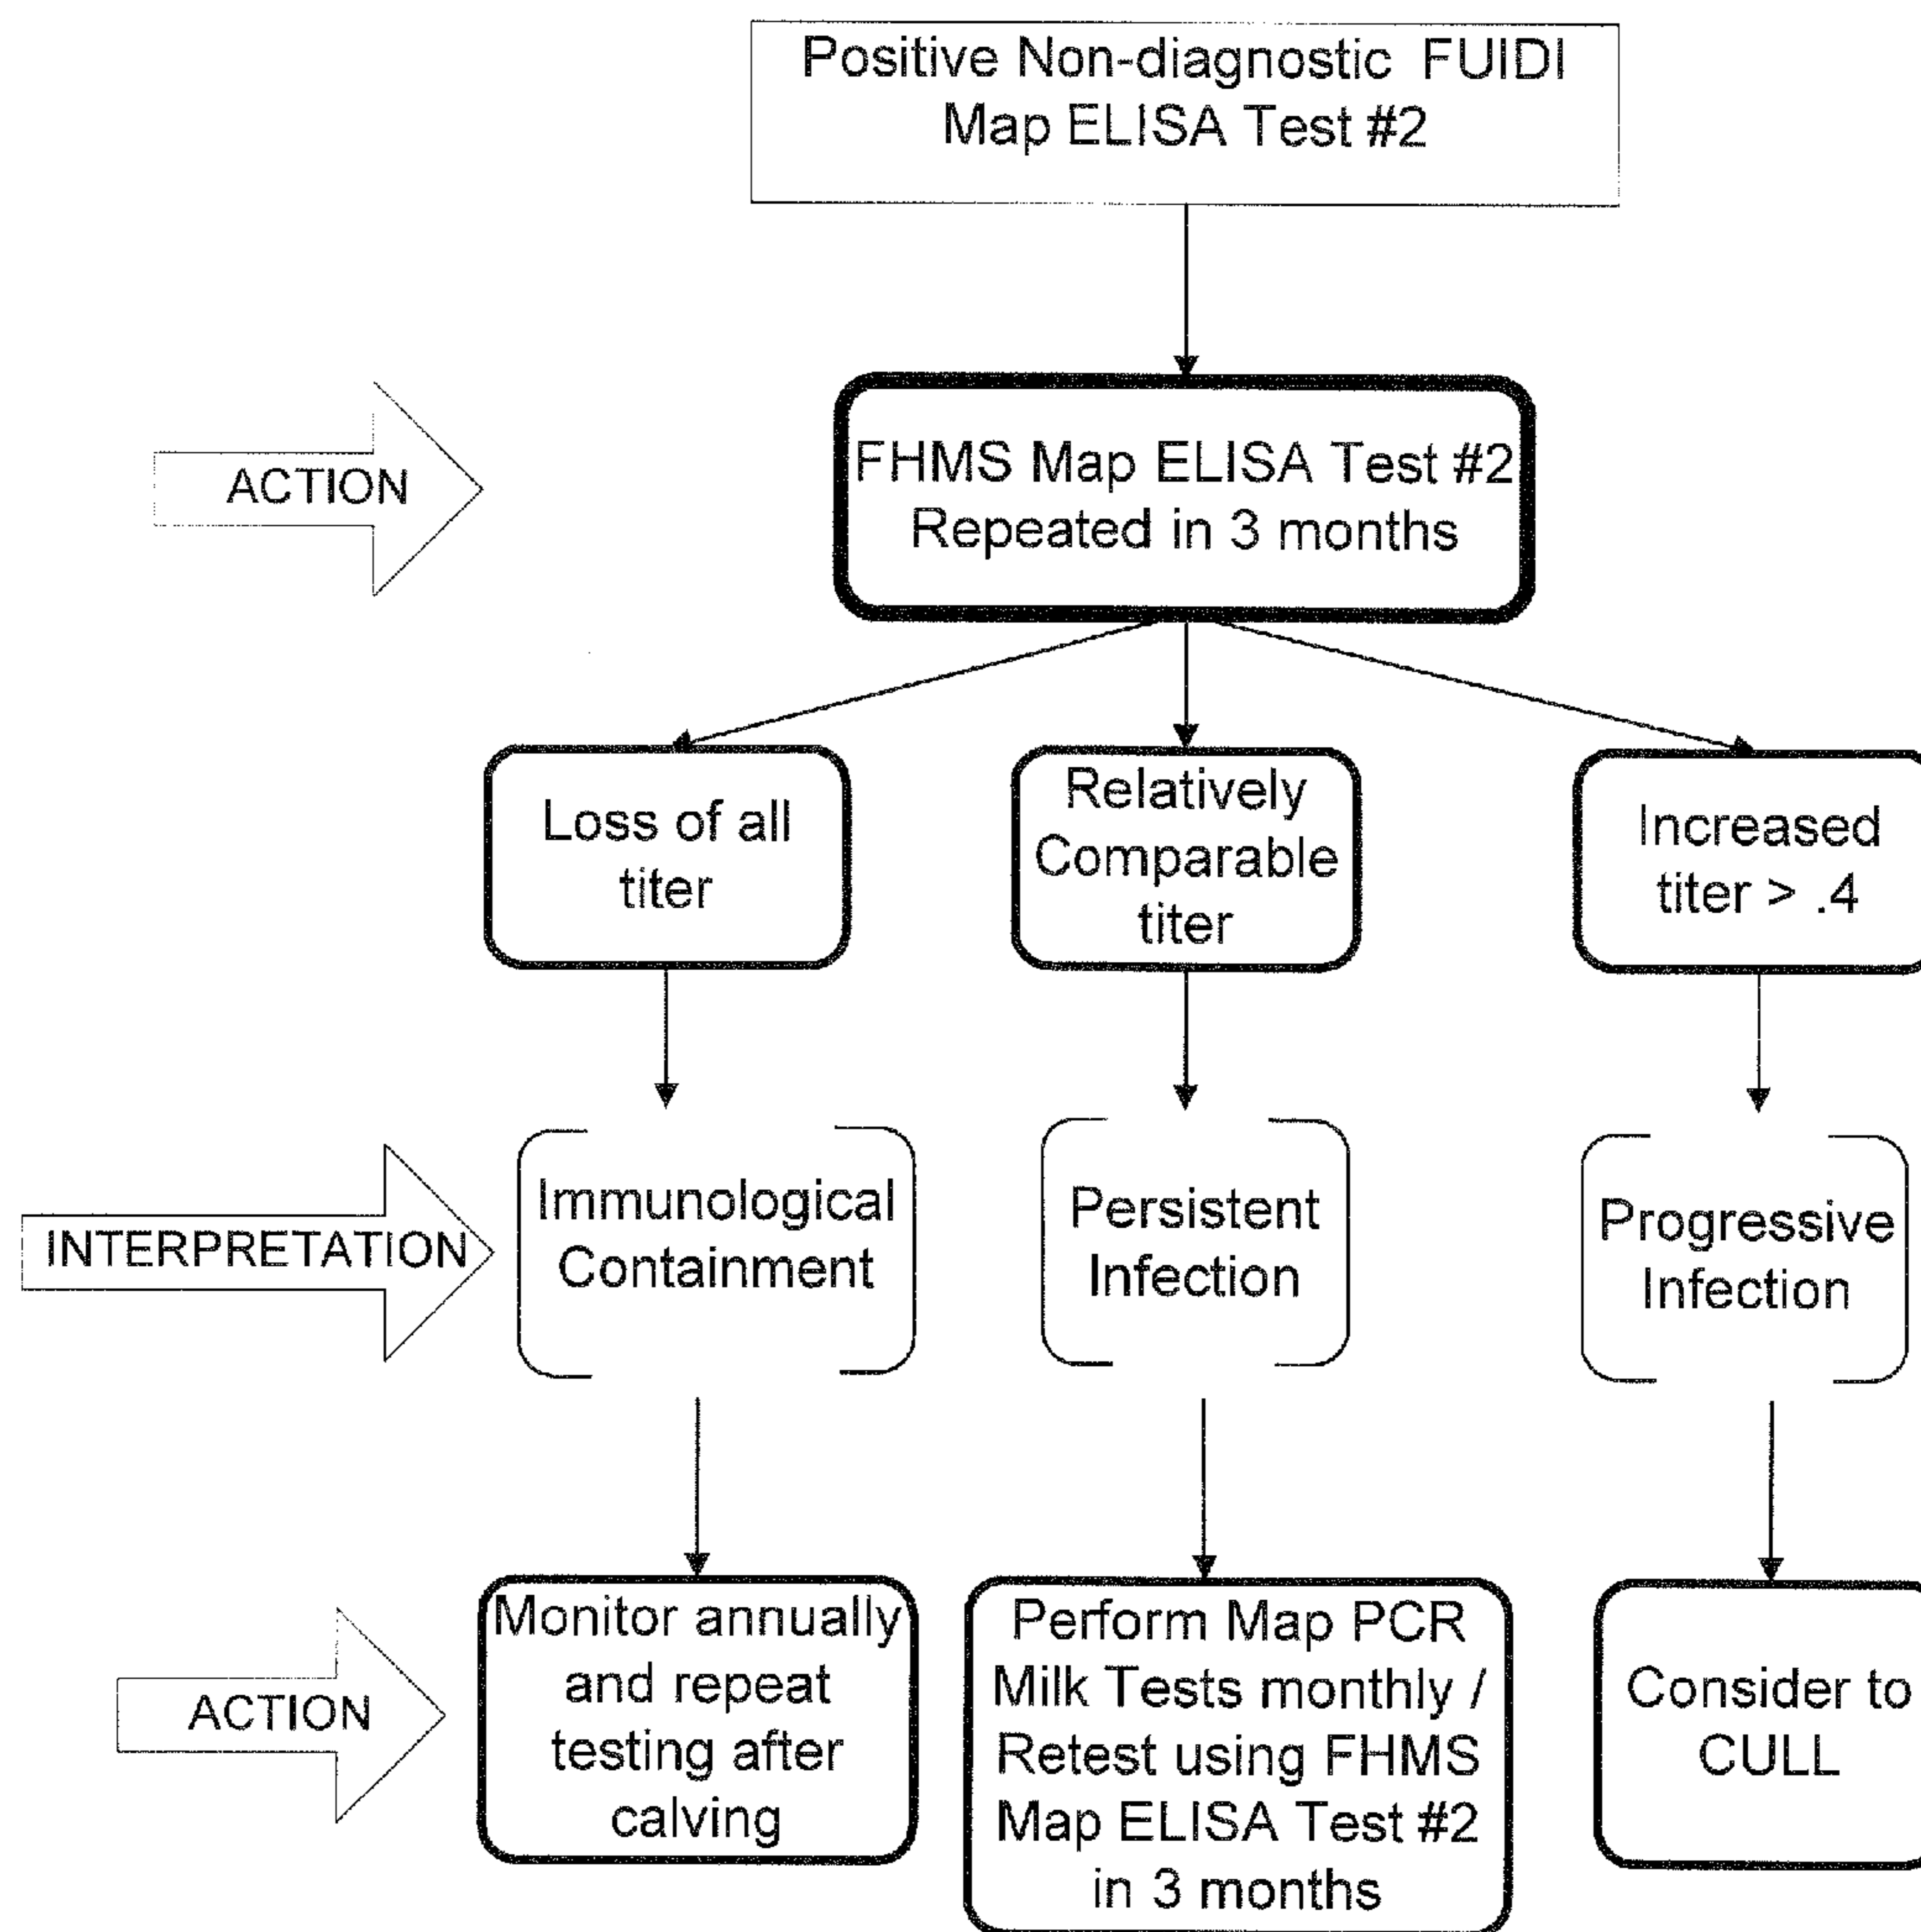 Positive Non-diagnostic FUIDI
Map ELISA Test #2
ACTION
FHMS Map ELISA Test #2
Repeated in 3 months
Loss of all
titer
Relatively
Comparable
titer
Increased
titer > .4
INTERPRETATION
Immunological
Containment
Persistent
Infection
Progressive
Infection
ACTION
Monitor annually
and repeat
testing after
calving
Perform Map PCR
Milk Tests monthly /
Retest using FHMS
Map ELISA Test #2
in 3 months
Consider to
CULL